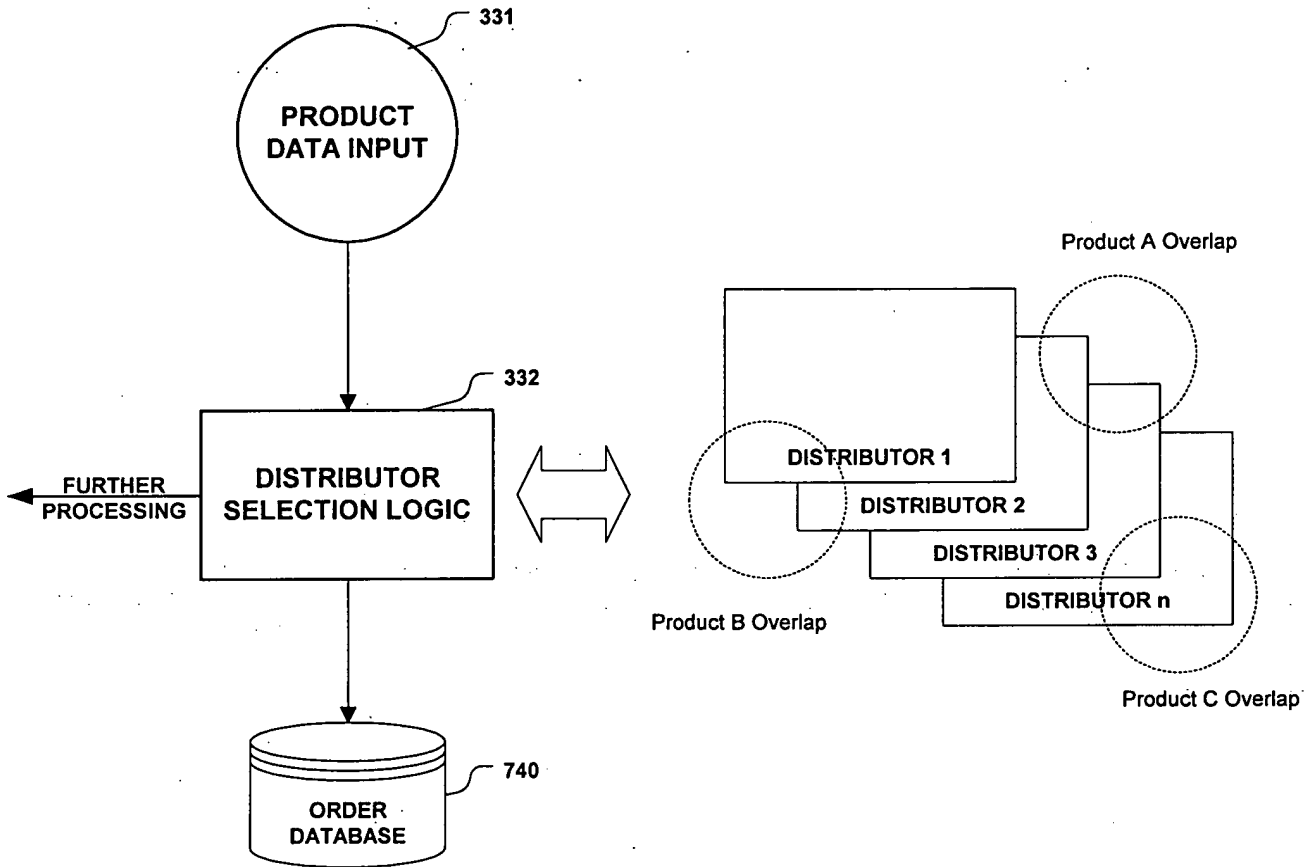 331
PRODUCT
DATA INPUT
Product A Overlap
332
DISTRIBUTOR
SELECTION LOGIC
FURTHER
PROCESSING
DISTRIBUTOR 1
DISTRIBUTOR 2
DISTRIBUTOR 3
DISTRIBUTOR n
Product B Overlap
Product C Overlap
740
ORDER
DATABASE